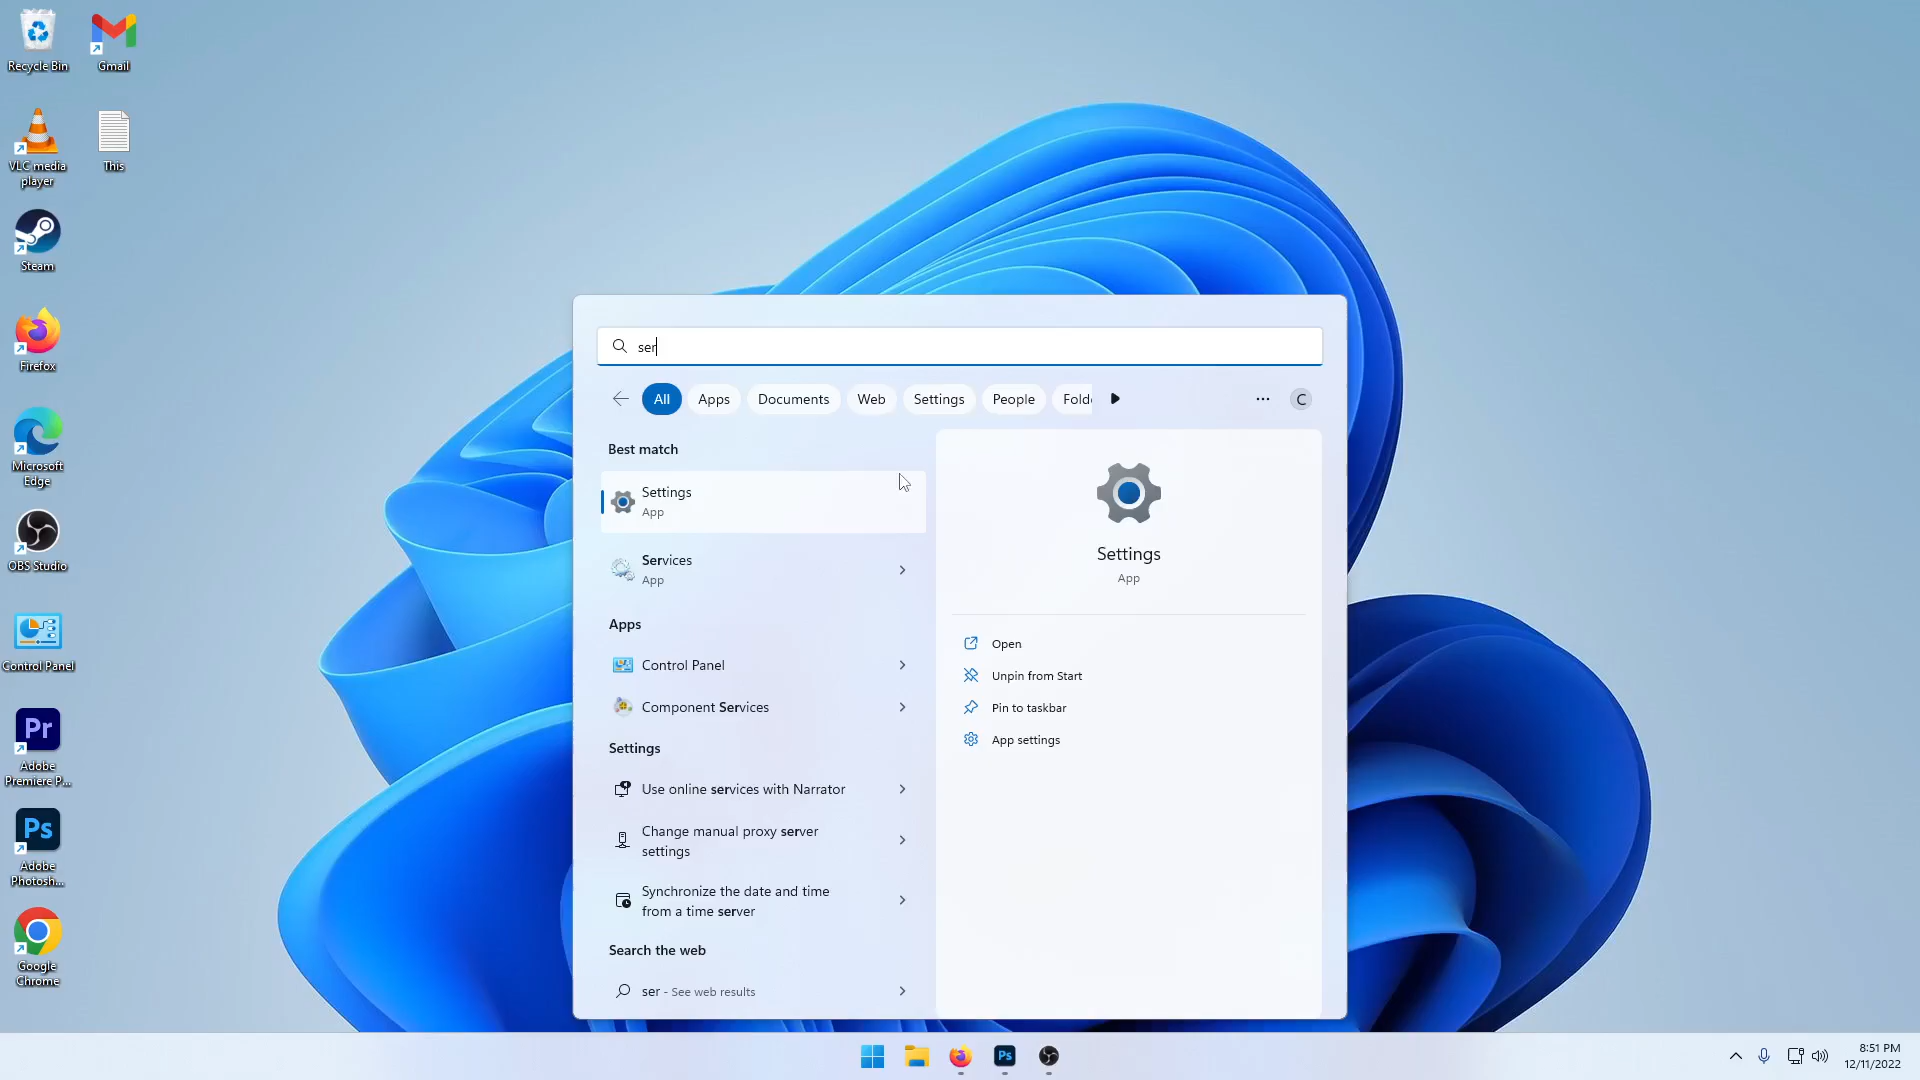 Recycle Bin
Gmail
VLC media
player
This
Steam
Firefox
Microsoft
Edge
OBS Studio
Control Panel
Pr
Adobe
Premiere P...
Ps
Adobe
Photosh...
Google
Chrome
ser
All
Apps
Documents
Web
Settings
People
Fold
C
Best match
Settings
App
Services
App
Apps
Control Panel
Component Services
Settings
Use online services with Narrator
Change manual proxy server
settings
Synchronize the date and time
from a time server
Search the web
ser - See web results
Settings
App
Open
Unpin from Start
Pin to taskbar
App settings
Ps
8:51 PM
12/11/2022